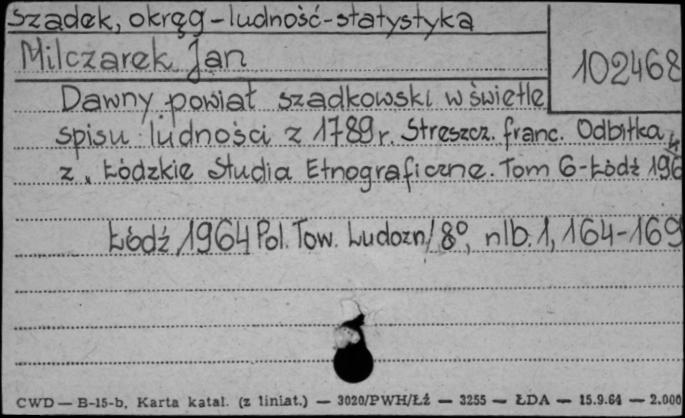 Szadek, okręg - ludność - statystyka
Milczarek Jan
102468
Dawny powiat szadkowski w świetle
spisu ludności z 1789 r. Streszcz. franc. Odbitka
z. Łódzkie Studia Etnograficzne. Tom 6 - Łódź 1964
Łódź, 1964 Pol. Tow. Ludozn/ 8°, nlb. 1, 164-169
CWD — B-15-b, Karta katal. (z liniat.) — 3020/PWH/Łź — 3255 — ŁDA — 15.9.64 — 2.000